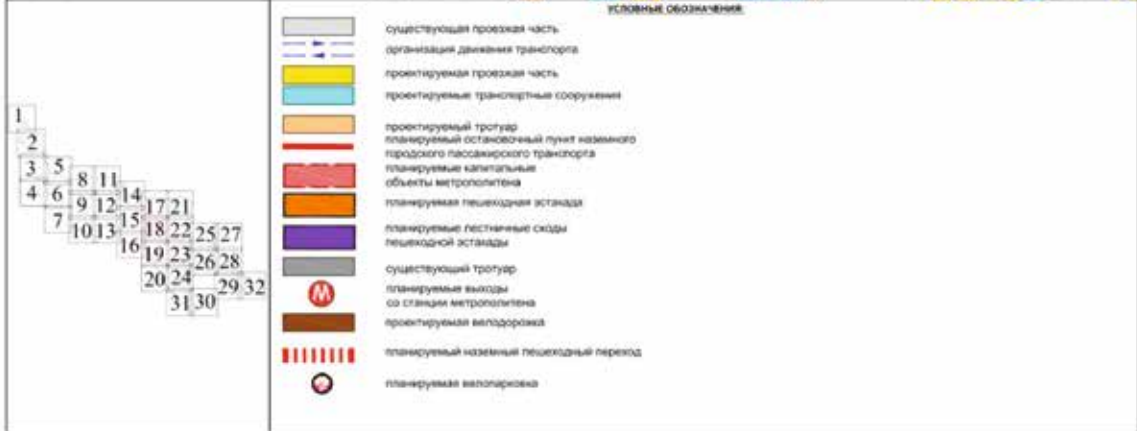 УСЛОВНЫЕ ОБОЗНАЧЕНИЯ
существующая проезжая часть
организация движения транспорта
проектируемая проезжая часть
проектируемые транспортные сооружения
проектируемый тротуар
планируемый остановочный пункт наземного
городского пассажирского транспорта
планируемые капитальные
объекты метрополитена
планируемая пешеходная эстакада
планируемые лестничные сходы
пешеходной эстакады
существующий тротуар
М
планируемые выходы
со станции метрополитена
проектируемая велодорожка
планируемый наземный пешеходный переход
планируемая велопарковка
1
2
3 5
8 11
4 6
14
9 12
17 21
7
15
10 13
18 22 25 27
16
19 23
26 28
20 24
29 32
31 30